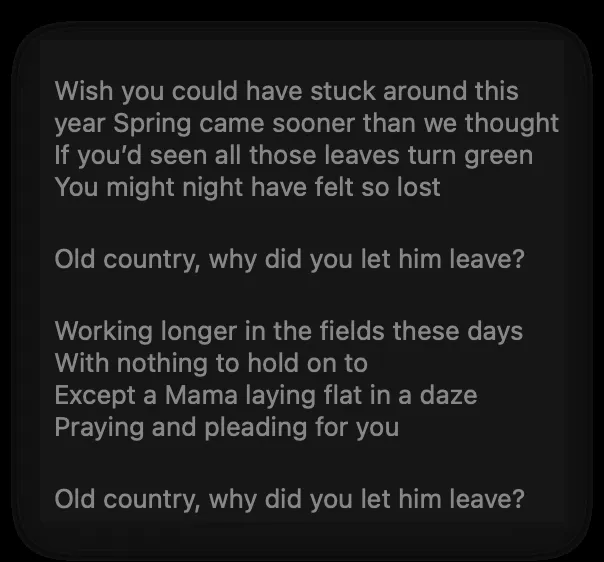 Wish you could have stuck around this
year Spring came sooner than we thought
If you’d seen all those leaves turn green
You might night have felt so lost
Old country, why did you let him leave?
Working longer in the fields these days
With nothing to hold on to
Except a Mama laying flat in a daze
Praying and pleading for you
Old country, why did you let him leave?